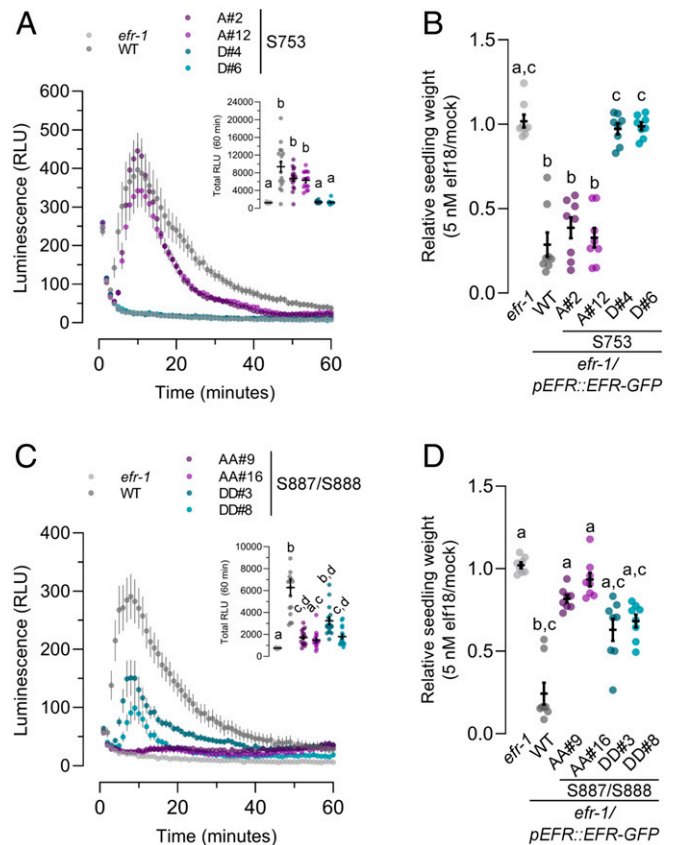 A
efr-1
WT
A#2
A#12
D#4
D#6
S753
Luminescence (RLU)
600
500
400
300
200
100
0
0 20 40 60
Time (minutes)
Total RLU (60 min)
24000
20000
16000
12000
8000
4000
0
a b b b a a
B
Relative seedling weight
(5 nM elf18/mock)
1.5
1.0
0.5
0.0
a,c b b b c c
efr-1 WT A#2 A#12 D#4 D#6
S753
efr-1/
pEFR::EFR-GFP
C
efr-1
WT
AA#9
AA#16
DD#3
DD#8
S887/S888
Luminescence (RLU)
400
300
200
100
0
0 20 40 60
Time (minutes)
Total RLU (60 min)
10000
8000
6000
4000
2000
0
a b c,d a,c b,d c,d
D
Relative seedling weight
(5 nM elf18/mock)
1.5
1.0
0.5
0.0
a b,c a a a,c a,c
efr-1 WT AA#9 AA#16 DD#3 DD#8
S887/S888
efr-1/
pEFR::EFR-GFP